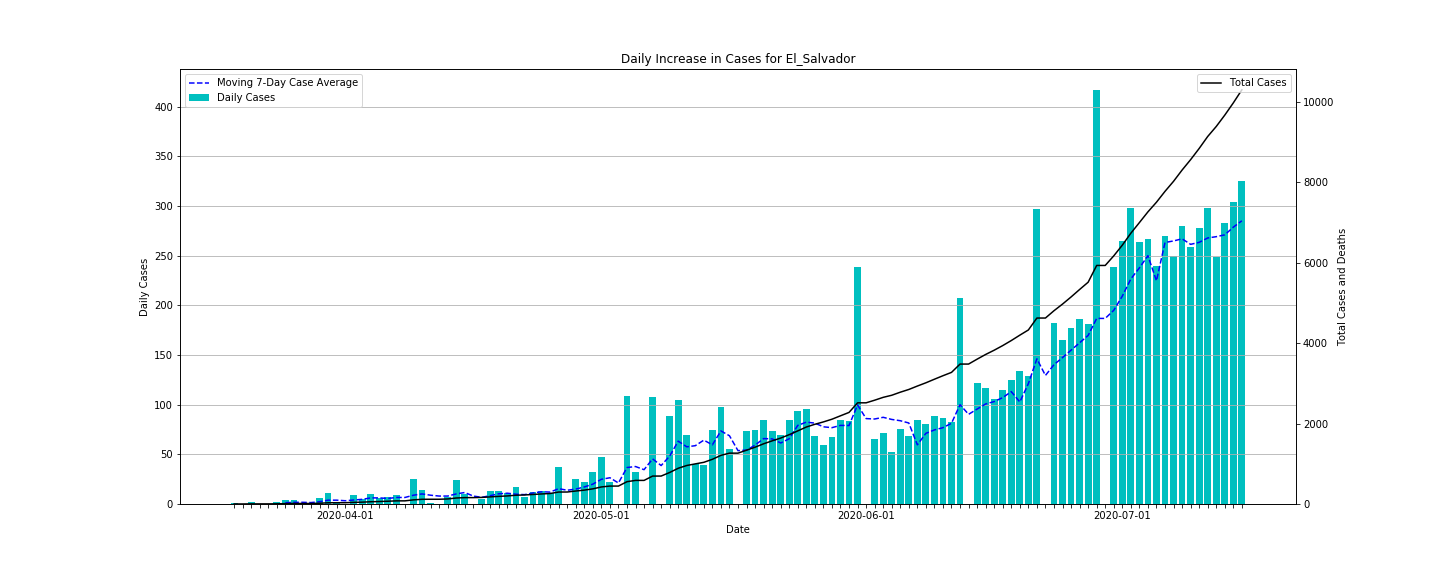 Daily Increase in Cases for El_Salvador
Moving 7-Day Case Average
Daily Cases
Total Cases
400
350
300
250
200
150
100
50
0
Daily Cases
10000
8000
6000
4000
2000
0
Total Cases and Deaths
2020-04-01
2020-05-01
2020-06-01
2020-07-01
Date